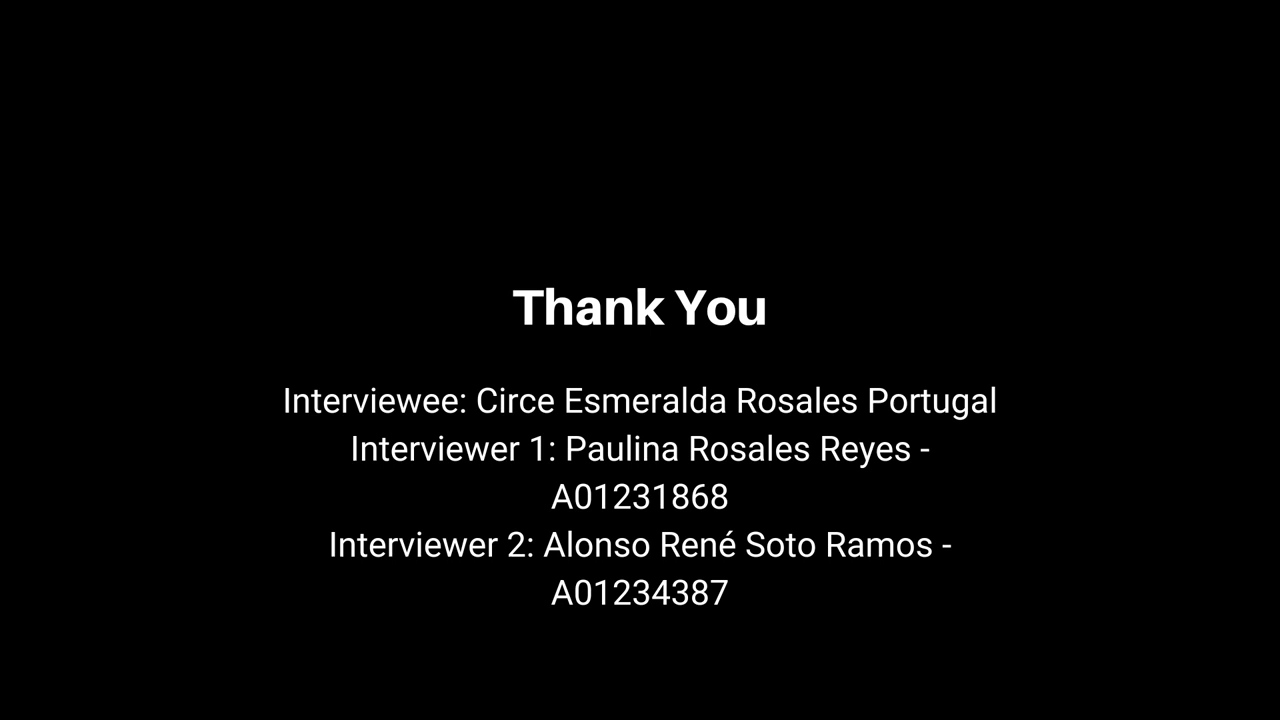 Thank You
Interviewee: Circe Esmeralda Rosales Portugal
Interviewer 1: Paulina Rosales Reyes -
A01231868
Interviewer 2: Alonso René Soto Ramos -
A01234387